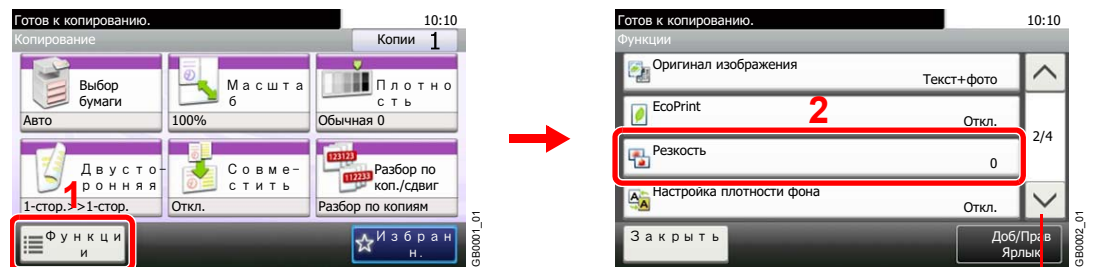 Готов к копированию. 10:10
Копирование Копии 1
Выбор
бумаги
Авто
Масшта
б
100%
Плотно
сть
Обычная 0
Двусто-
ронняя
1-стор.>>1-стор.
123123
112233
Совме-
стить
Откл.
Разбор по
коп./сдвиг
Разбор по копиям
1
Функци
и
Избран
н.
GB0001_01
Готов к копированию. 10:10
Функции
Оригинал изображения
Текст+фото
EcoPrint
Откл.
2
2/4
Резкость
0
Настройка плотности фона
Откл.
Закрыть
Доб/Прав
Ярлык
GB0002_01